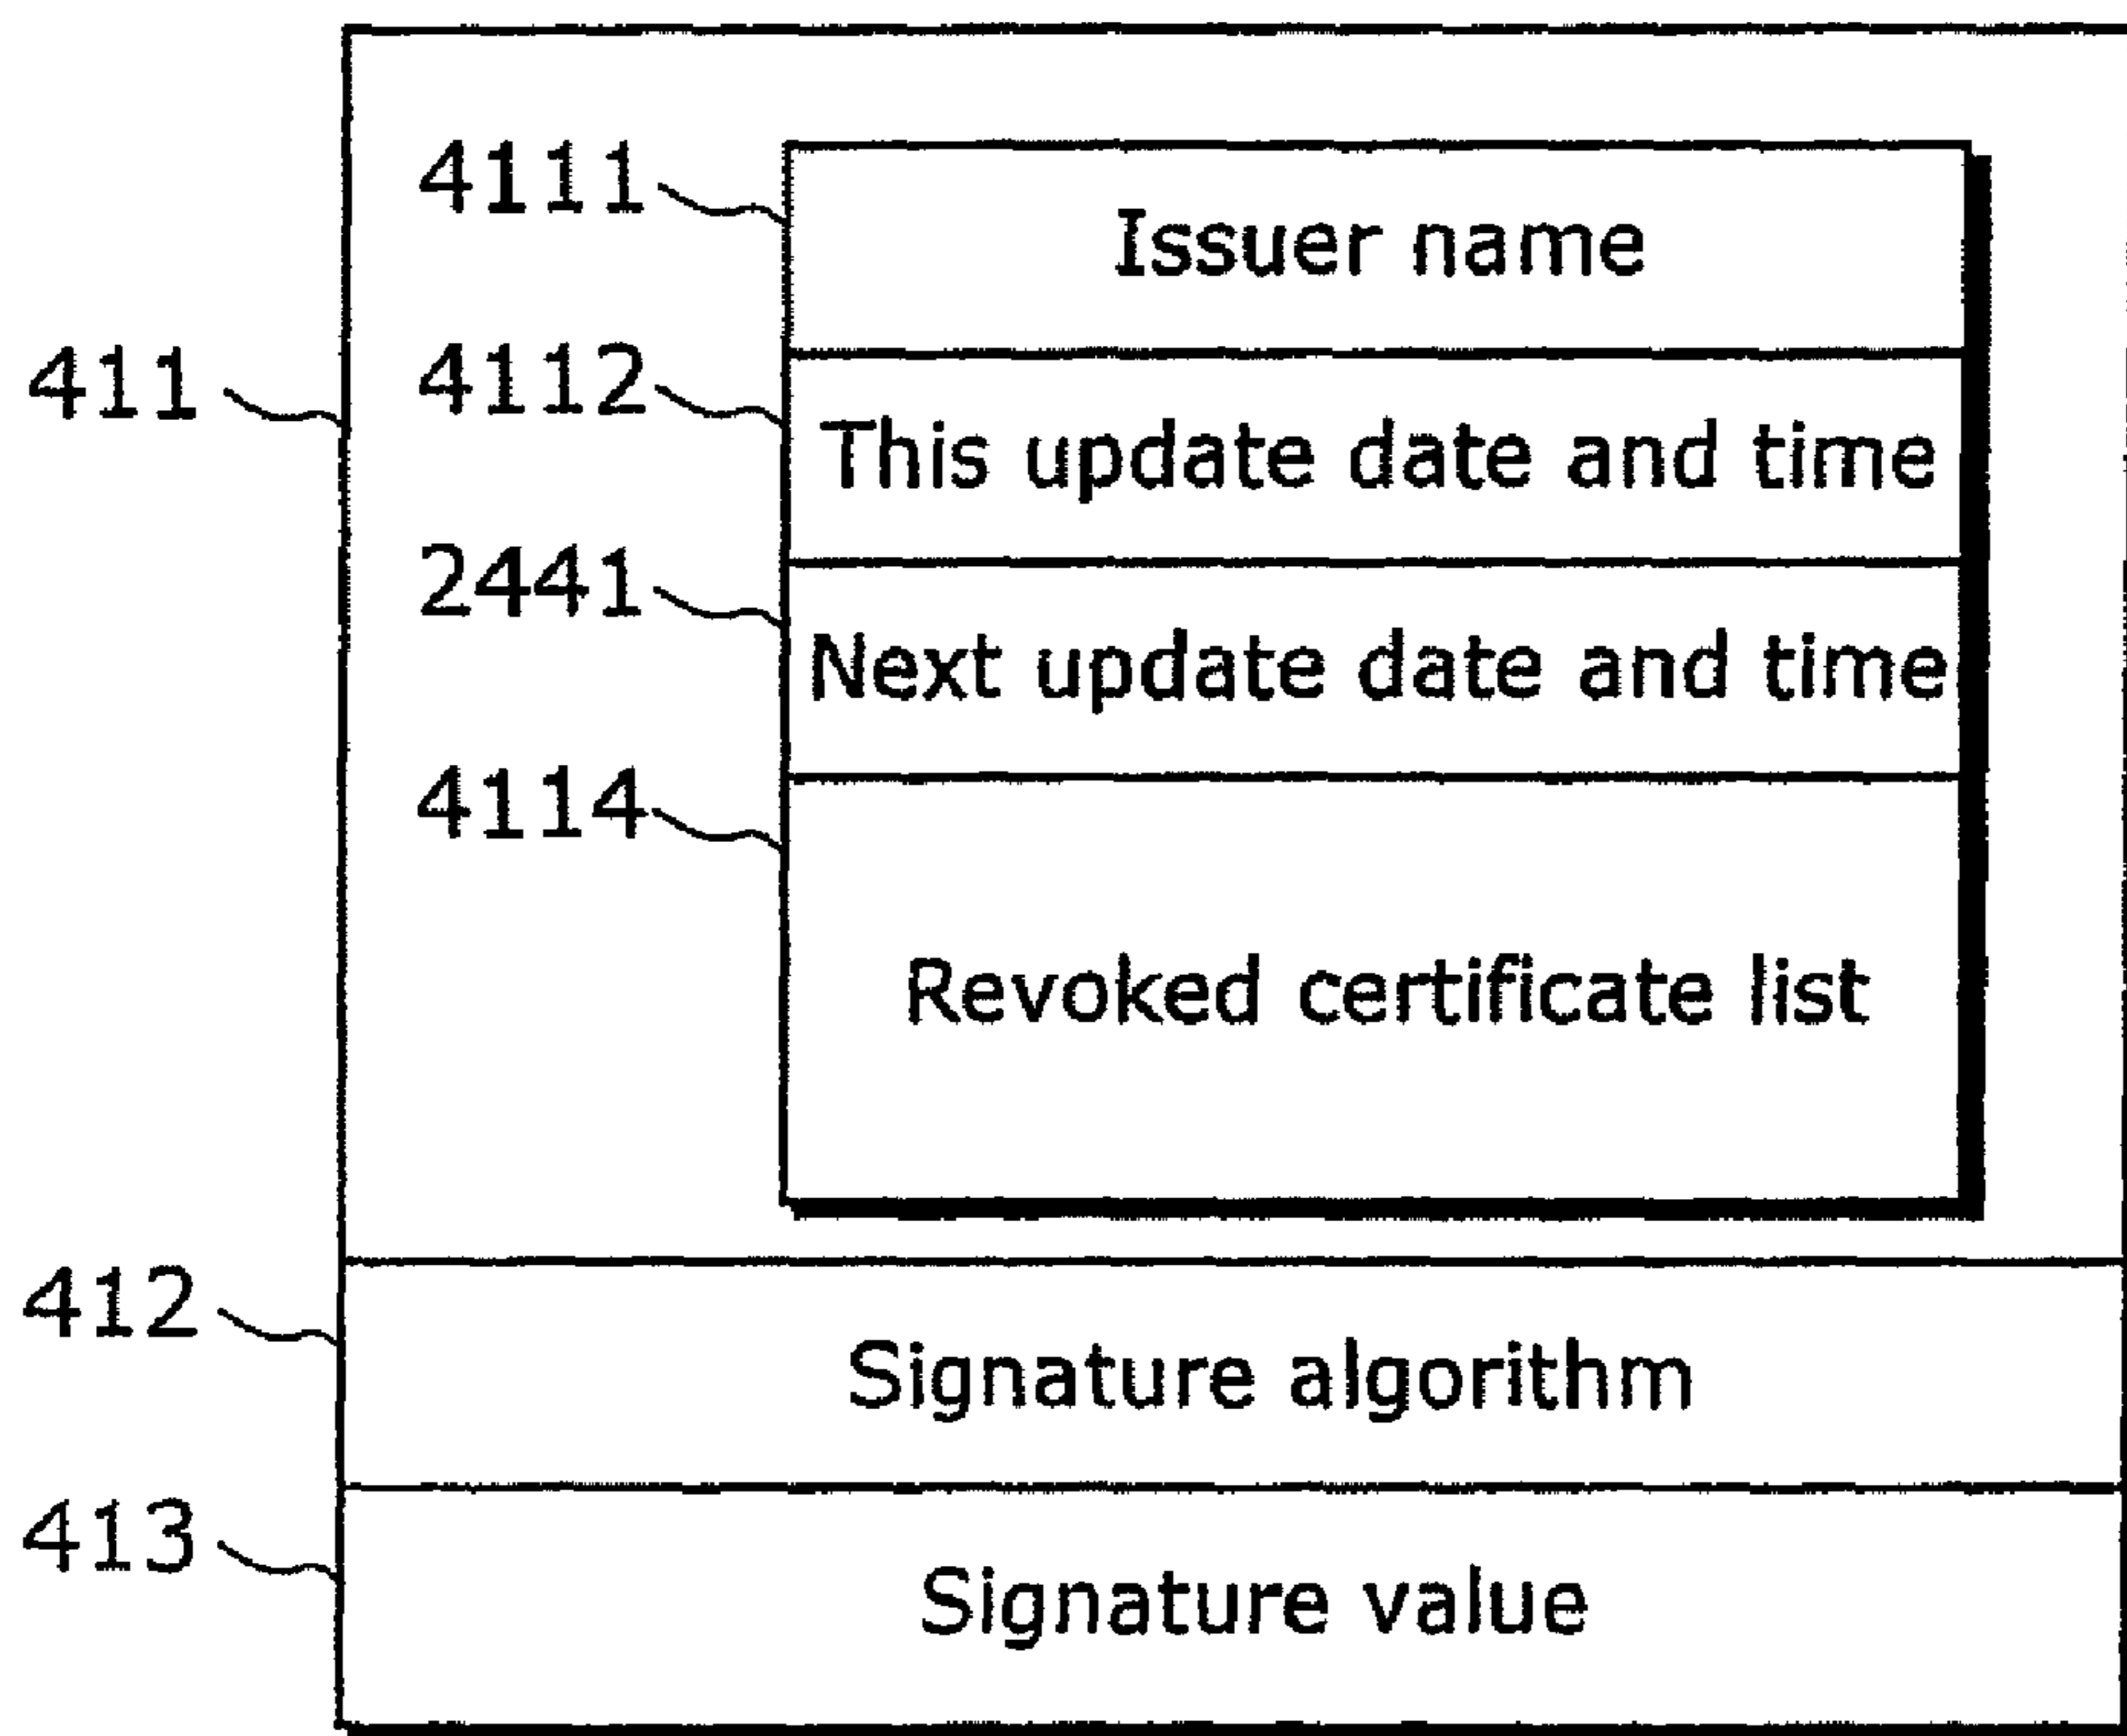 4111
Issuer name
411
4112
This update date and time
2441
Next update date and time
4114
Revoked certificate list
412
Signature algorithm
413
Signature value